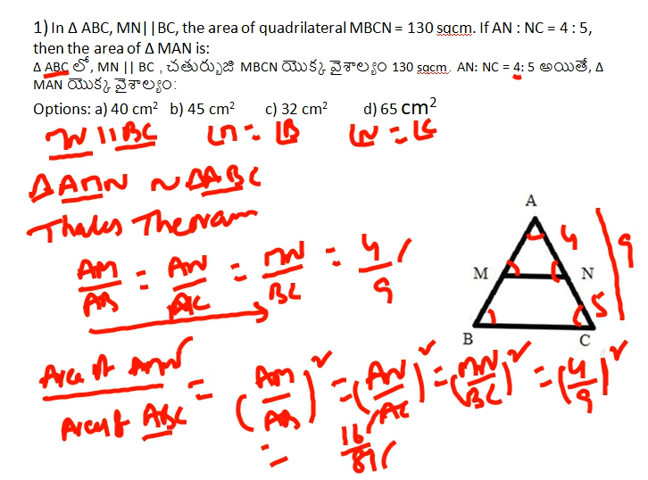 1) In Δ ABC, MN||BC, the area of quadrilateral MBCN = 130 sqcm. If AN : NC = 4 : 5,
then the area of Δ MAN is:
Δ ABC లో, MN || BC , చతుర్భుజి MBCN యొక్క వైశాల్యం 130 sqcm. AN: NC = 4: 5 అయితే, Δ
MAN యొక్క వైశాల్యం:
Options: a) 40 cm² b) 45 cm² c) 32 cm² d) 65 cm²
|| BC ∠M = ∠B ∠N = ∠C
Δ AMN ~ Δ ABC
Thales Theoram
AM/AB = AN/AC = MN/BC = 4/9
Area of AMN / Area of ABC = (AM/AB)² = (AN/AC)² = (MN/BC)² = (4/9)²
= 16/81
A
4
9
M N
5
B C